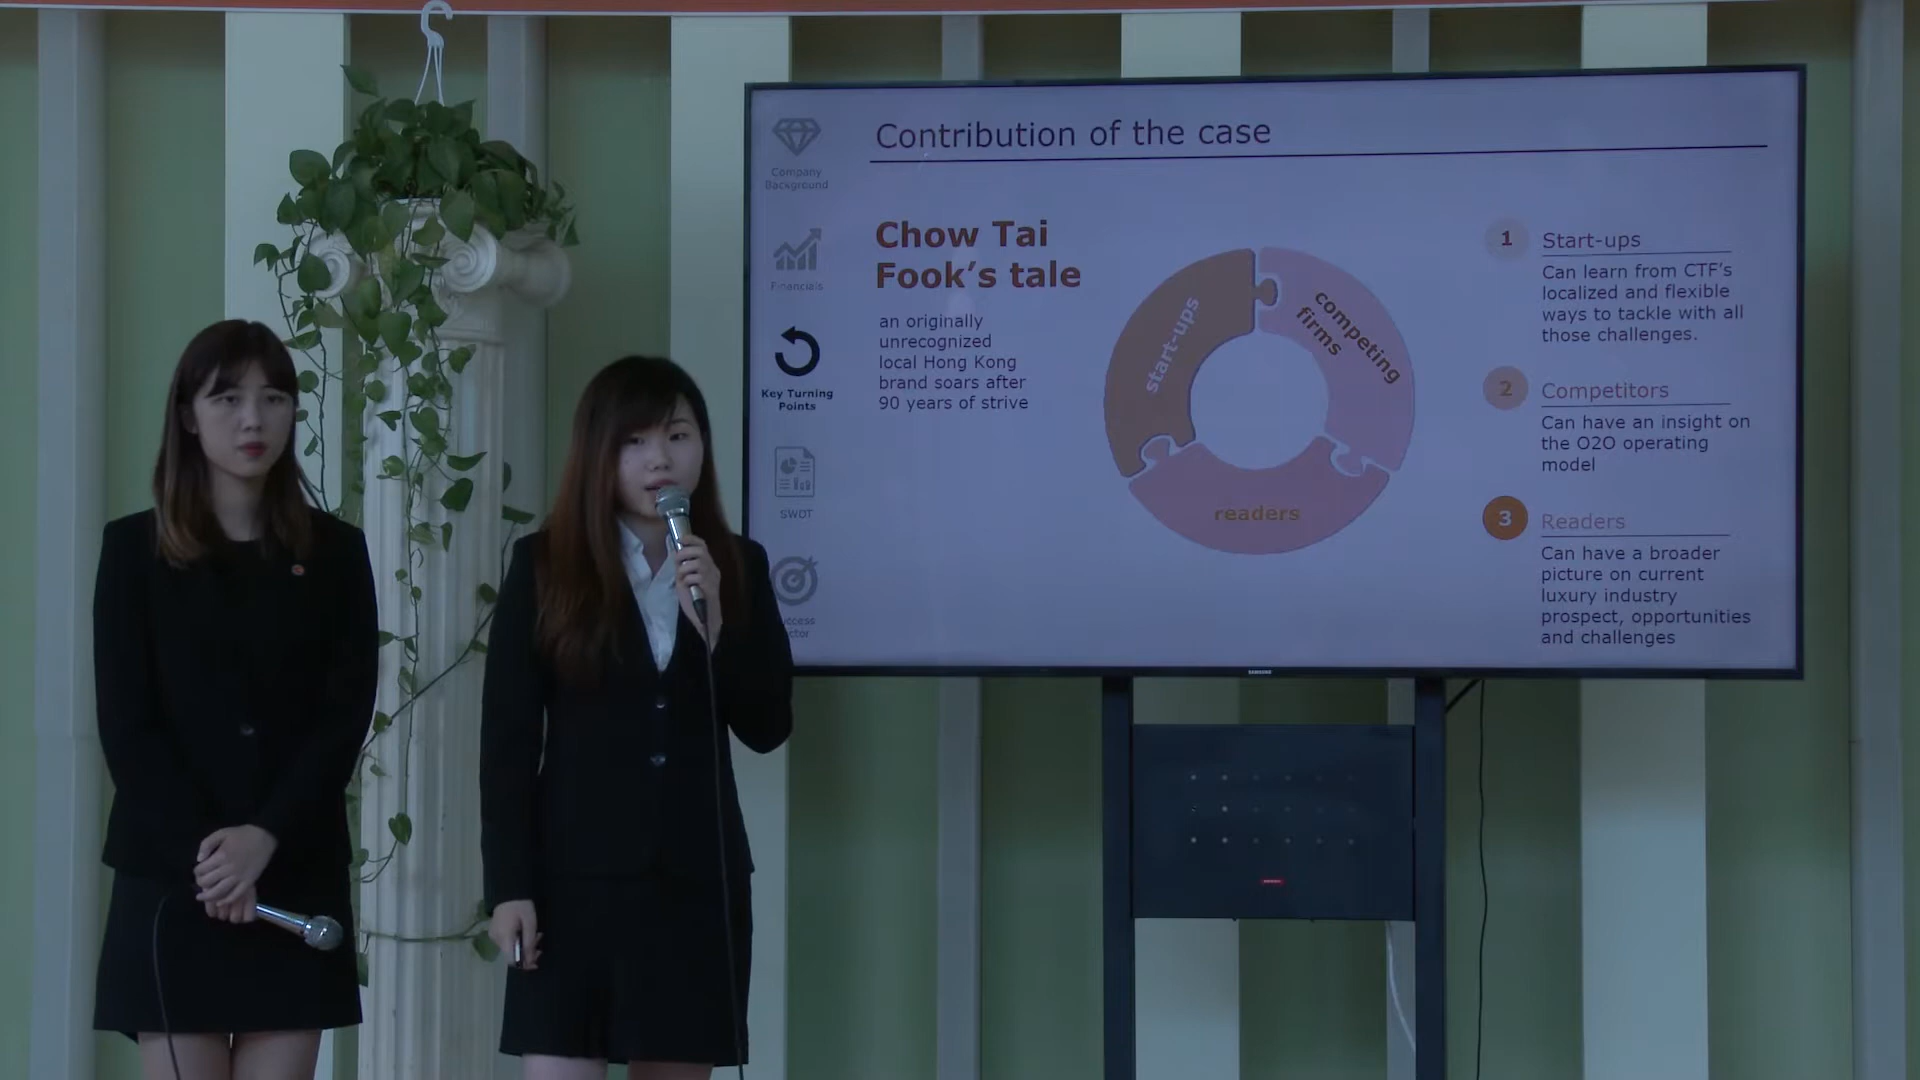 Contribution of the case
Company
Background
Financials
Key Turning
Points
SWOT
Chow Tai
Fook's tale
an originally
unrecognized
local Hong Kong
brand soars after
90 years of strive
start-ups
competing
firms
readers
1
Start-ups
Can learn from CTF's
localized and flexible
ways to tackle with all
those challenges.
2
Competitors
Can have an insight on
the O2O operating
model
3
Readers
Can have a broader
picture on current
luxury industry
prospect, opportunities
and challenges
SAMSUNG